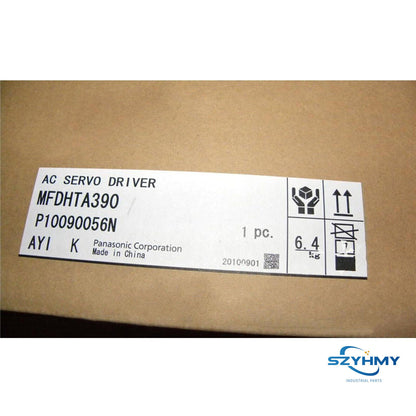 AC SERVO DRIVER
MFDHTA390
P10090056N
1 pc.
AYI K Panasonic Corporation
Made in China
20100901
6.4
kg
SZYHMY
INDUSTRIAL PARTS